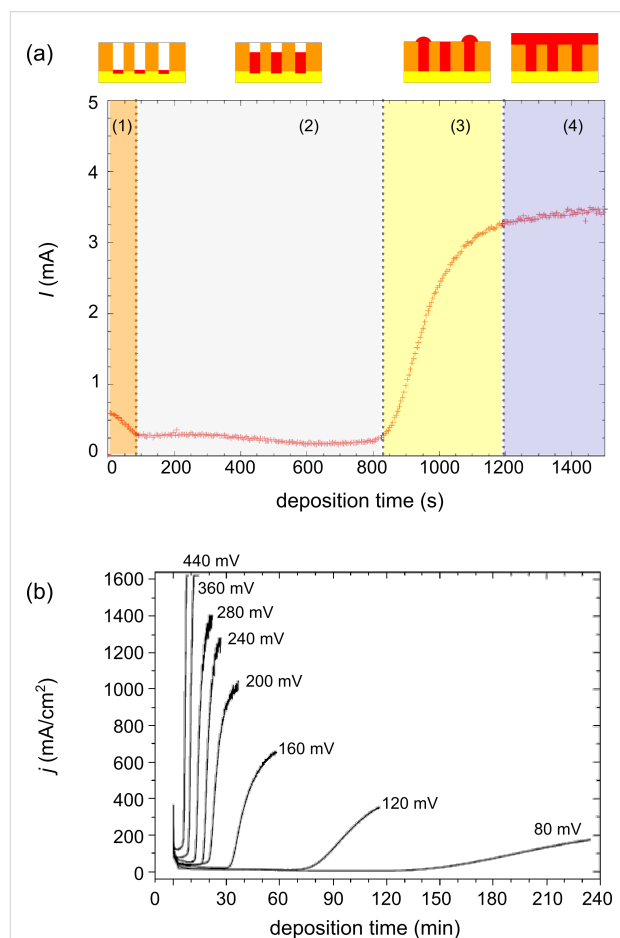 (a)
(1) (2) (3) (4)
5
4
3
2
1
0
I (mA)
0 200 400 600 800 1000 1200 1400
deposition time (s)
(b)
440 mV
360 mV
280 mV
240 mV
200 mV
160 mV
120 mV
80 mV
1600
1400
1200
1000
800
600
400
200
0
j (mA/cm²)
0 30 60 90 120 150 180 210 240
deposition time (min)